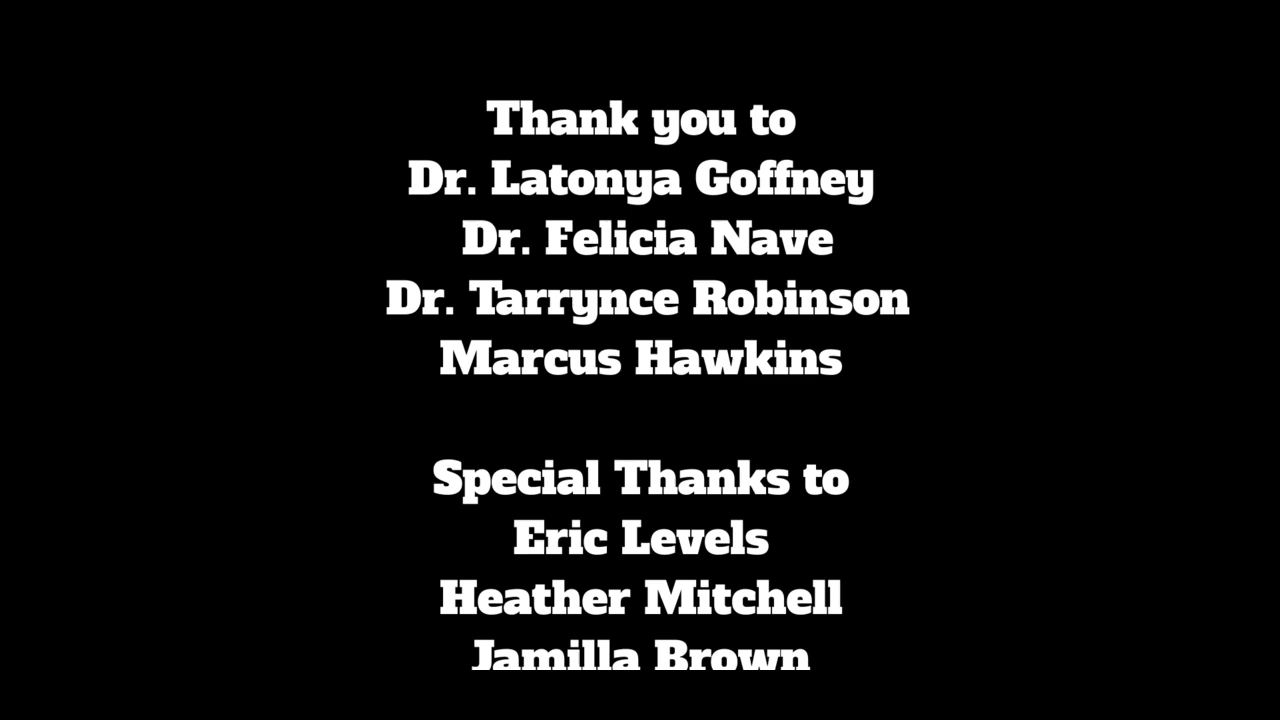 Thank you to
Dr. Latonya Goffney
Dr. Felicia Nave
Dr. Tarrynce Robinson
Marcus Hawkins
Special Thanks to
Eric Levels
Heather Mitchell
Jamilla Brown